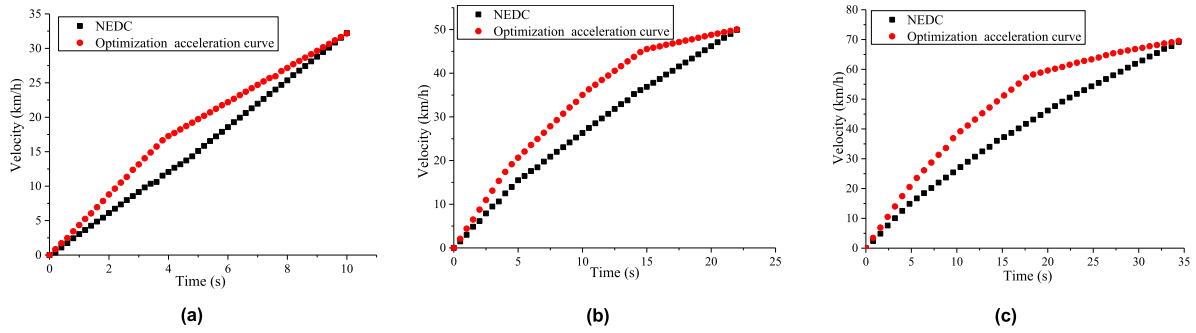 NEDC
Optimization acceleration curve
Velocity (km/h)
35
30
25
20
15
10
5
0
0 2 4 6 8 10
Time (s)
(a)
NEDC
Optimization acceleration curve
Velocity (km/h)
50
40
30
20
10
0
0 5 10 15 20 25
Time (s)
(b)
NEDC
Optimization acceleration curve
Velocity (km/h)
80
70
60
50
40
30
20
10
0
0 5 10 15 20 25 30 35
Time (s)
(c)